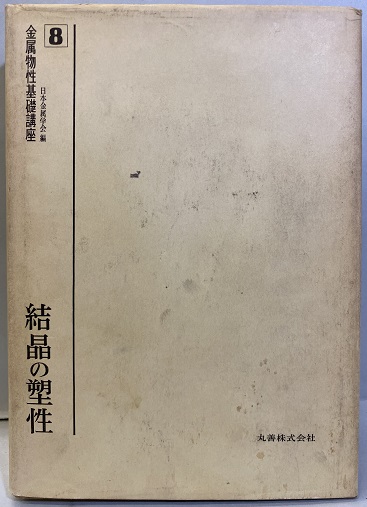 金属物性基礎講座
8
日本金属学会編
結晶の塑性
丸善株式会社